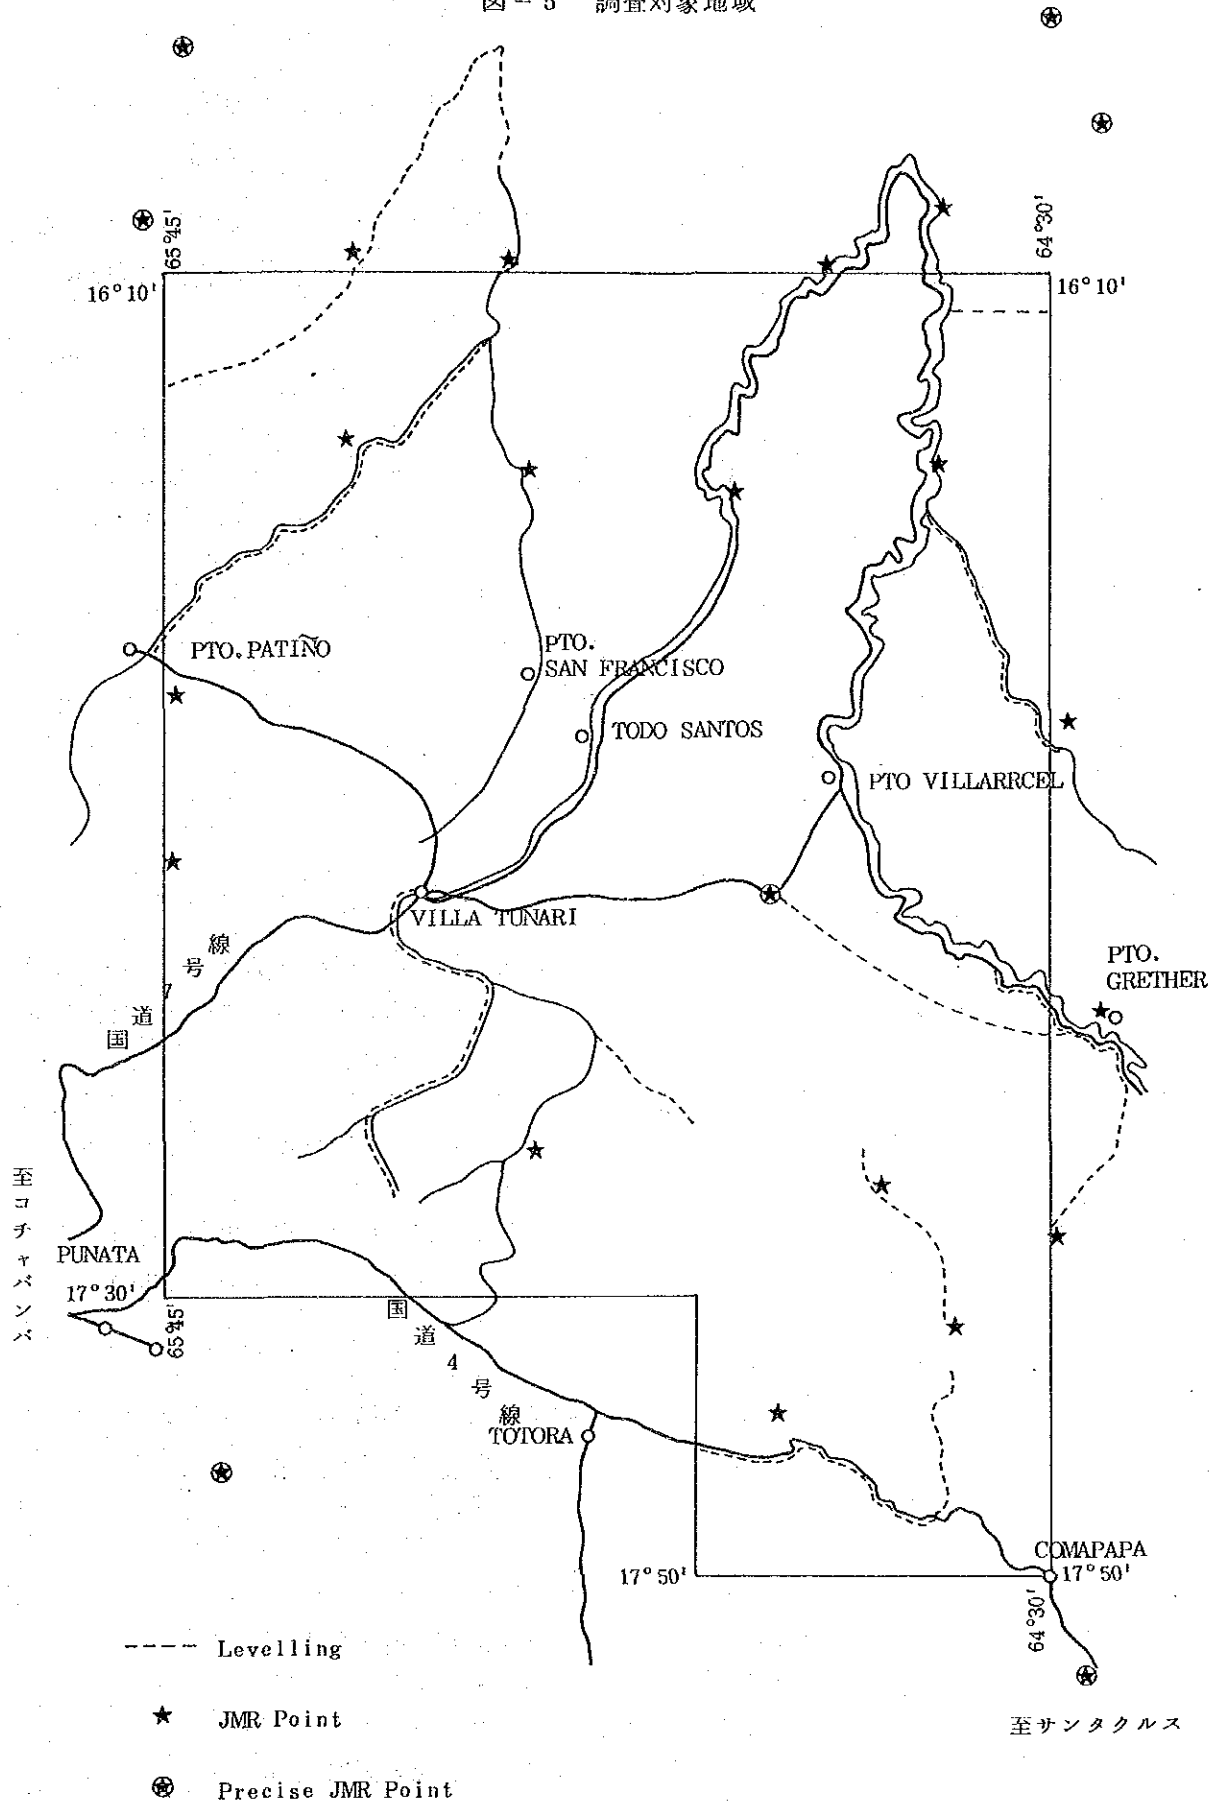 図-5 調査対象地域
65°45'
64°30'
16°10'
16°10'
PTO. PATIÑO
PTO.
SAN FRANCISCO
TODO SANTOS
PTO VILLARRCEL
VILLA TUNARI
国道7号線
PTO.
GRETHER
至コチャバンバ
PUNATA
17°30'
65°45'
国道4号線
TOTORA
COMAPAPA
17°50'
17°50'
64°30'
Levelling
JMR Point
至サンタクルス
Precise JMR Point